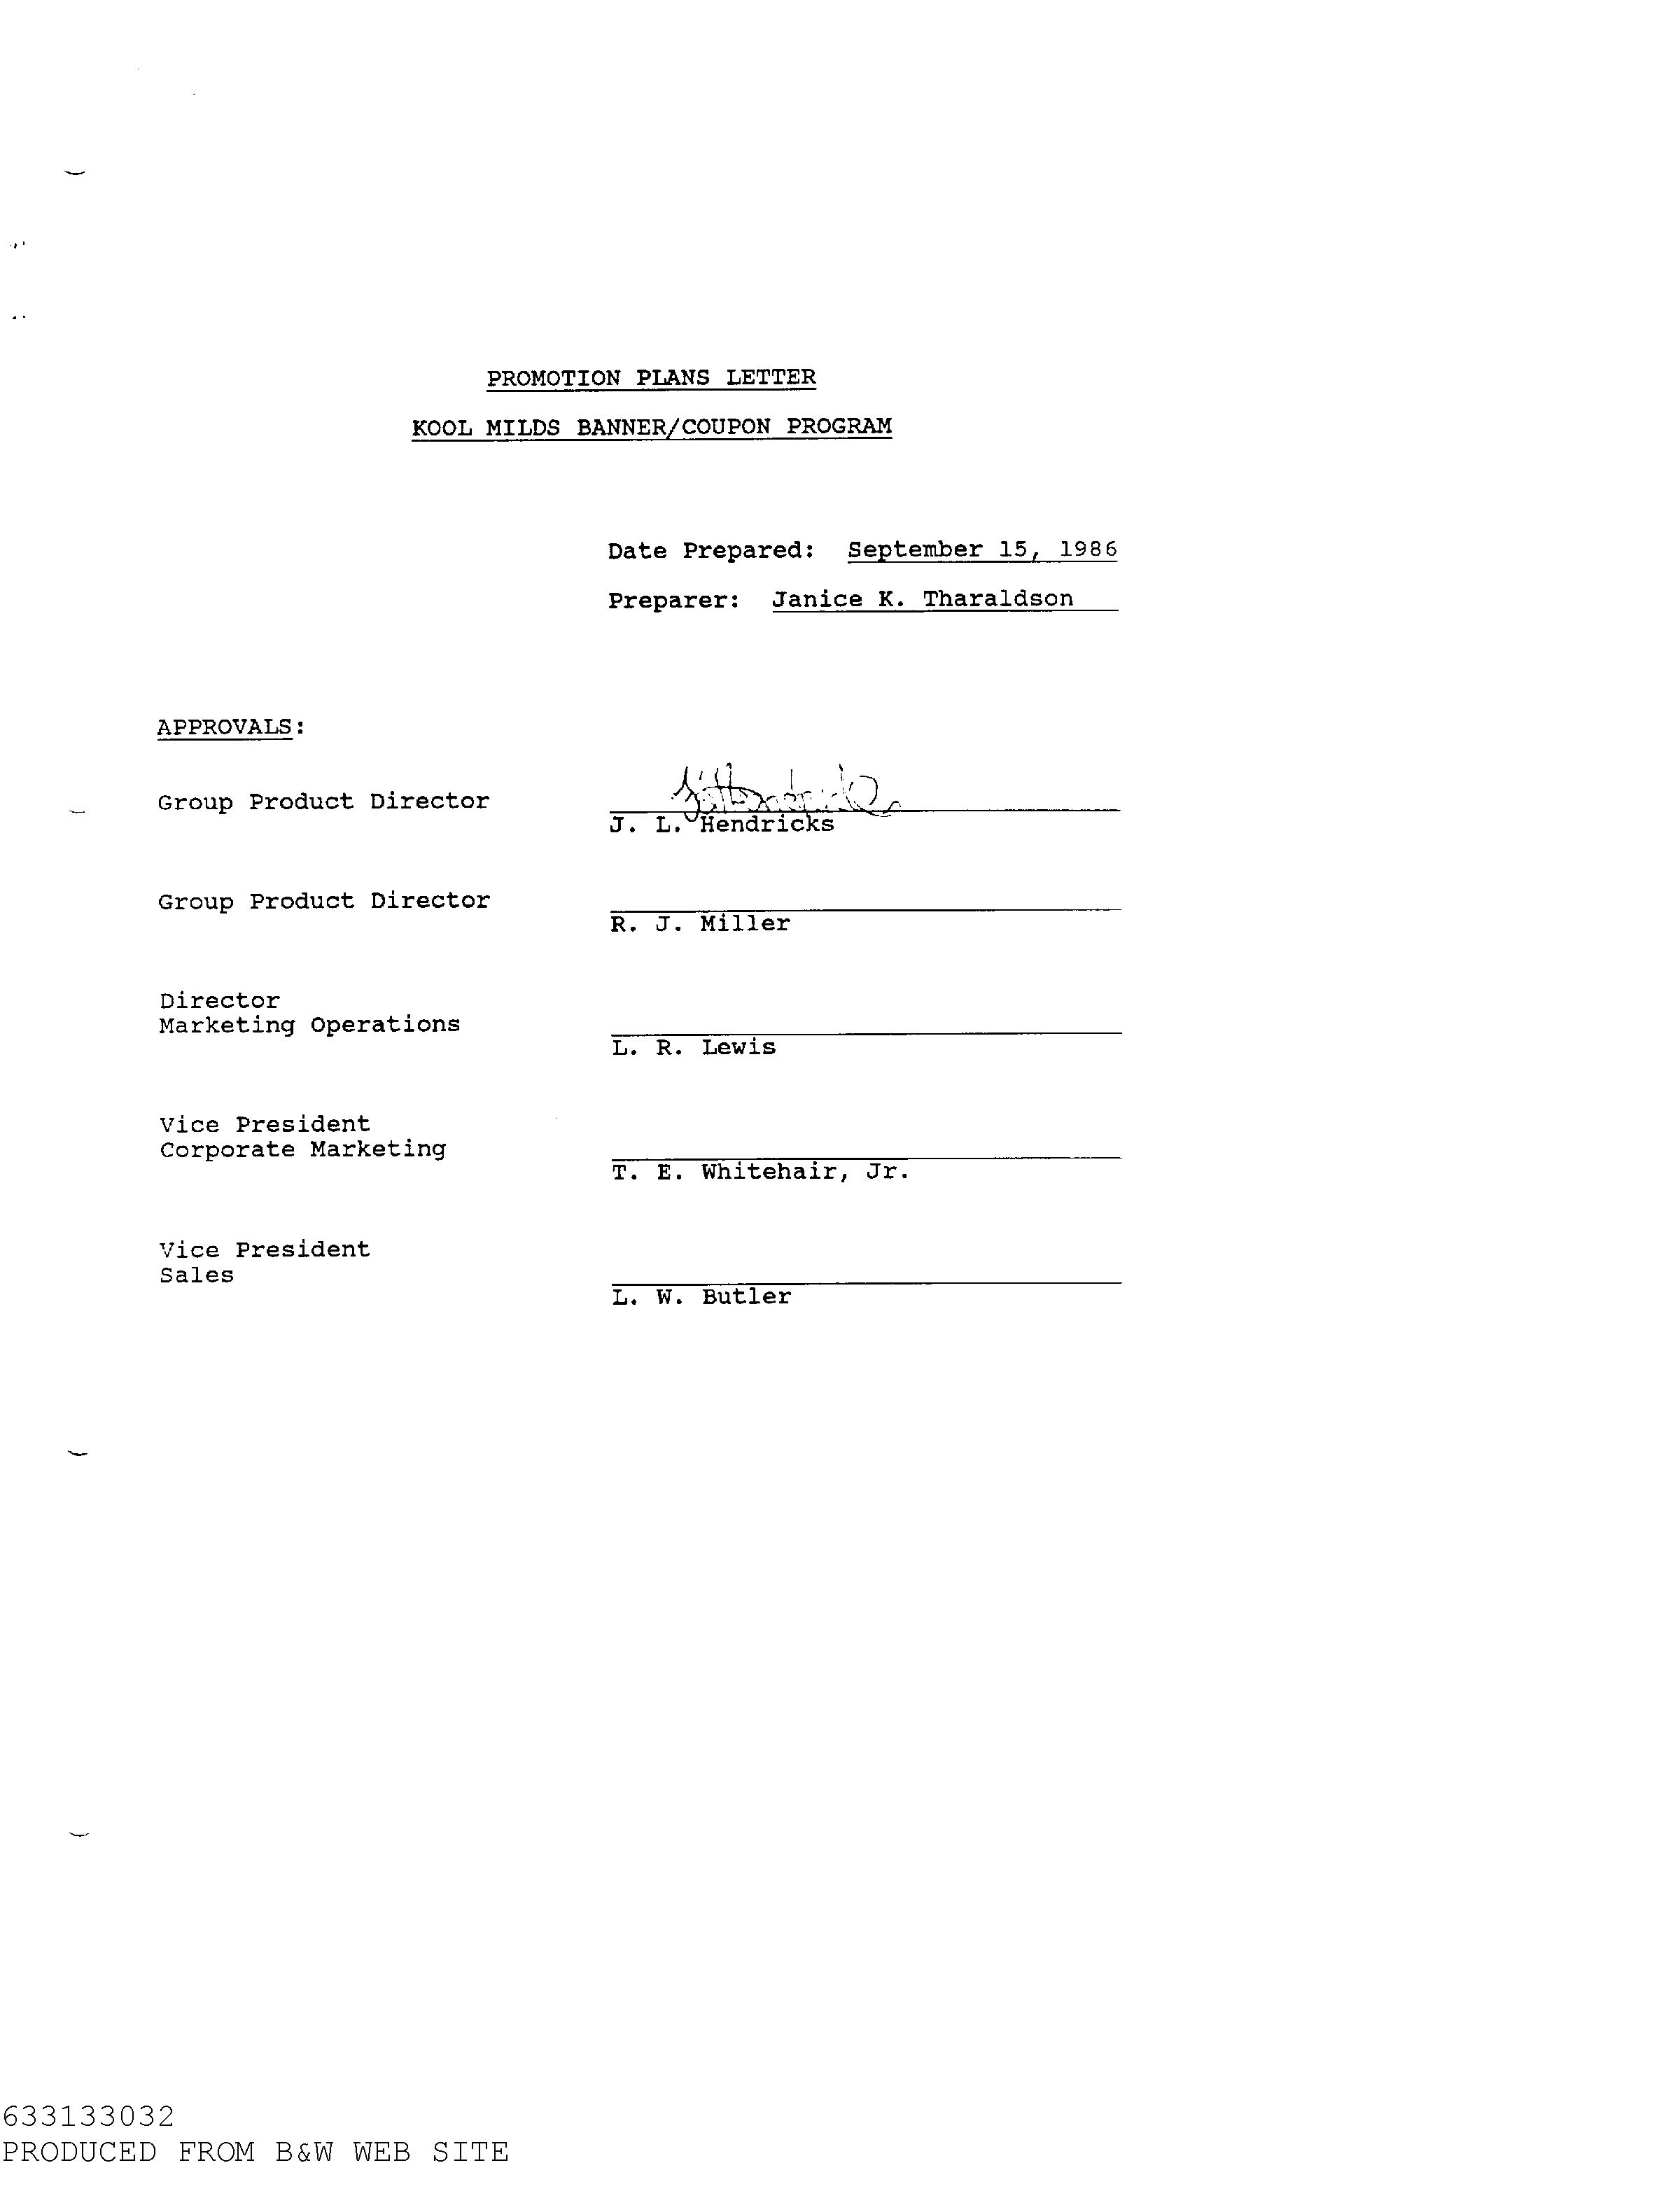 PROMOTION PLANS LETTER
KOOL MILDS BANNER/COUPON PROGRAM
Date Prepared: September 15, 1986
Preparer: Janice K. Tharaldson
APPROVALS:
Group Product Director
J. L. Hendricks
Group Product Director
R. J. Miller
Director
Marketing Operations
L. R. Lewis
Vice President
Corporate Marketing
T. E. Whitehair, Jr.
Vice President
Sales
L. W. Butler
633133032
PRODUCED FROM B&W WEB SITE